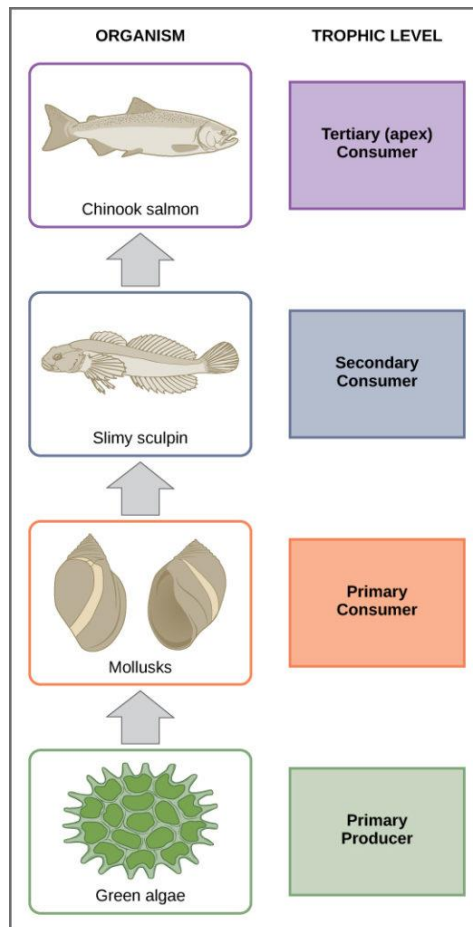 ORGANISM
TROPHIC LEVEL
Chinook salmon
Tertiary (apex)
Consumer
Slimy sculpin
Secondary
Consumer
Mollusks
Primary
Consumer
Green algae
Primary
Producer